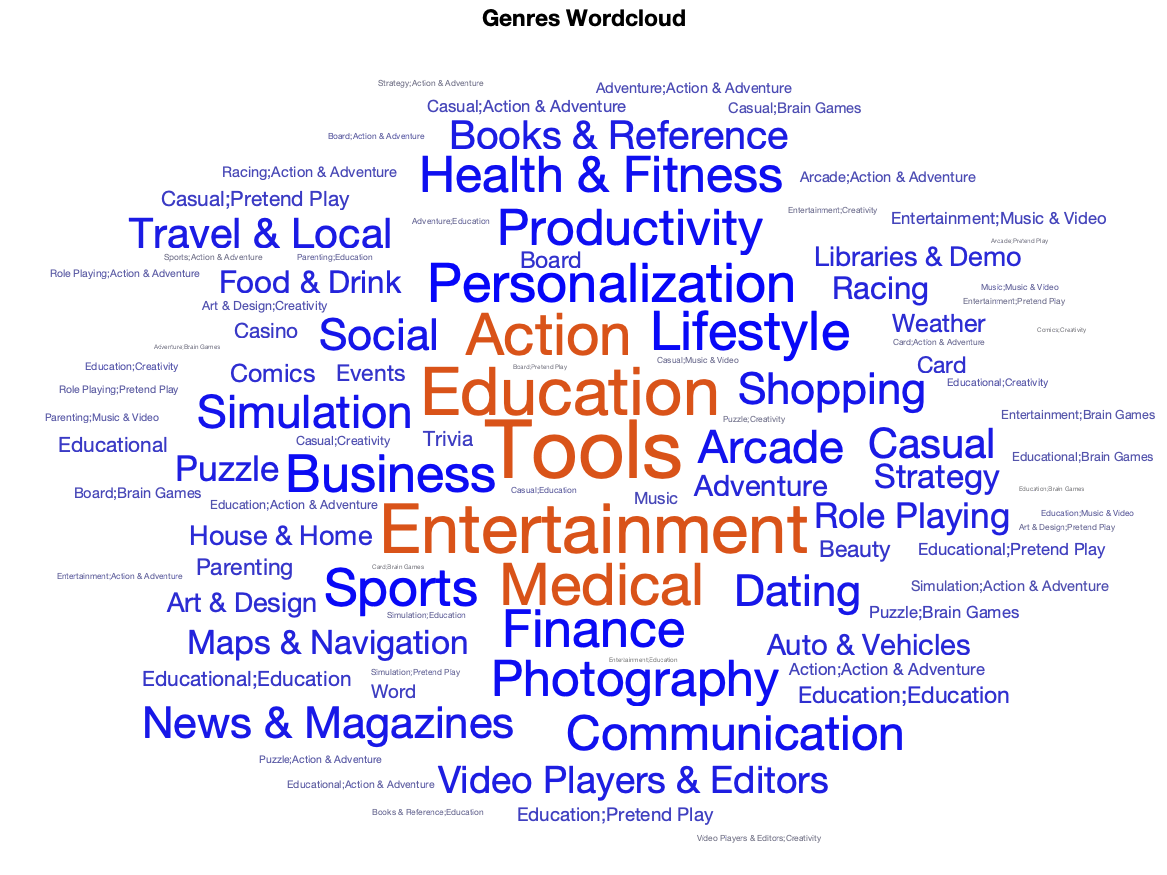 Genres Wordcloud
Strategy;Action & Adventure
Adventure;Action & Adventure
Casual;Action & Adventure
Casual;Brain Games
Board;Action & Adventure
Books & Reference
Racing;Action & Adventure
Health & Fitness
Arcade;Action & Adventure
Casual;Pretend Play
Entertainment;Creativity
Adventure;Education
Entertainment;Music & Video
Travel & Local
Productivity
Arcade;Pretend Play
Sports;Action & Adventure
Parenting;Education
Board
Libraries & Demo
Role Playing;Action & Adventure
Food & Drink
Personalization
Racing
Music;Music & Video
Entertainment;Pretend Play
Art & Design;Creativity
Casino
Social
Action
Lifestyle
Weather
Comics;Creativity
Card;Action & Adventure
Adventure;Brain Games
Casual;Music & Video
Education;Creativity
Board;Pretend Play
Card
Comics
Events
Role Playing;Pretend Play
Education
Shopping
Educational;Creativity
Simulation
Parenting;Music & Video
Puzzle;Creativity
Entertainment;Brain Games
Educational
Casual;Creativity
Trivia
Tools
Arcade
Casual
Educational;Brain Games
Puzzle
Business
Strategy
Board;Brain Games
Casual;Education
Music
Adventure
Education;Brain Games
Education;Action & Adventure
Role Playing
Education;Music & Video
Art & Design;Pretend Play
House & Home
Entertainment
Beauty
Educational;Pretend Play
Parenting
Card;Brain Games
Entertainment;Action & Adventure
Sports
Medical
Dating
Simulation;Action & Adventure
Art & Design
Simulation;Education
Puzzle;Brain Games
Finance
Maps & Navigation
Auto & Vehicles
Entertainment;Education
Educational;Education
Simulation;Pretend Play
Photography
Action;Action & Adventure
Word
Education;Education
News & Magazines
Communication
Puzzle;Action & Adventure
Educational;Action & Adventure
Video Players & Editors
Books & Reference;Education
Education;Pretend Play
Video Players & Editors;Creativity